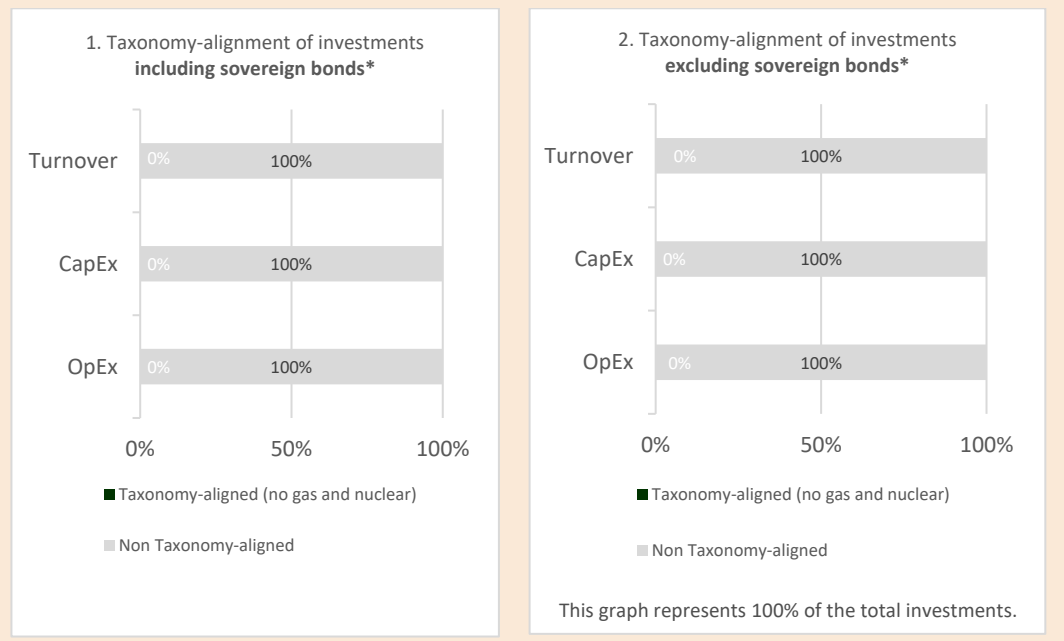 1. Taxonomy-alignment of investments
including sovereign bonds*
Turnover 0% 100%
CapEx 0% 100%
OpEx 0% 100%
0% 50% 100%
Taxonomy-aligned (no gas and nuclear)
Non Taxonomy-aligned
2. Taxonomy-alignment of investments
excluding sovereign bonds*
Turnover 0% 100%
CapEx 0% 100%
OpEx 0% 100%
0% 50% 100%
Taxonomy-aligned (no gas and nuclear)
Non Taxonomy-aligned
This graph represents 100% of the total investments.